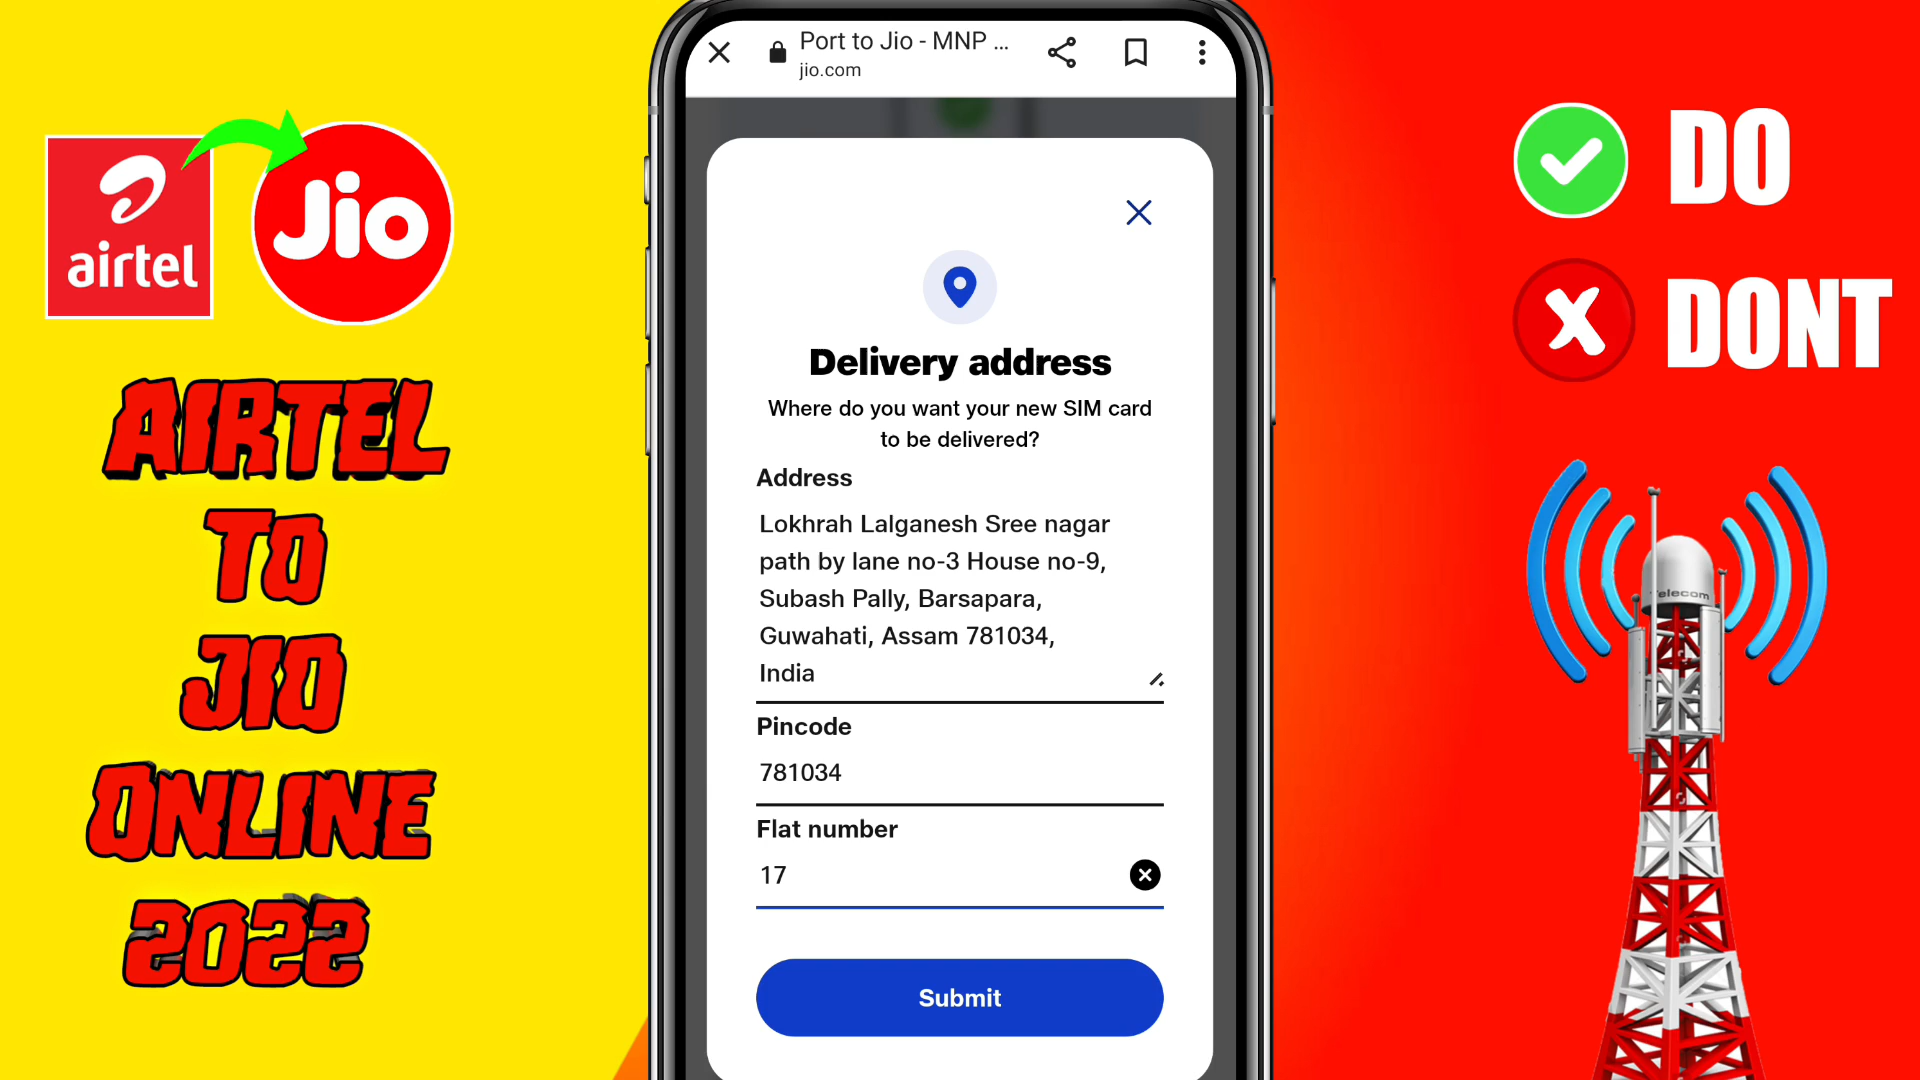 airtel
Jio
AIRTEL
TO
JIO
ONLINE
2022
Port to Jio - MNP ...
jio.com
Delivery address
Where do you want your new SIM card
to be delivered?
Address
Lokhrah Lalganesh Sree nagar
path by lane no-3 House no-9,
Subash Pally, Barsapara,
Guwahati, Assam 781034,
India
Pincode
781034
Flat number
17
Submit
DO
DONT
Telecom